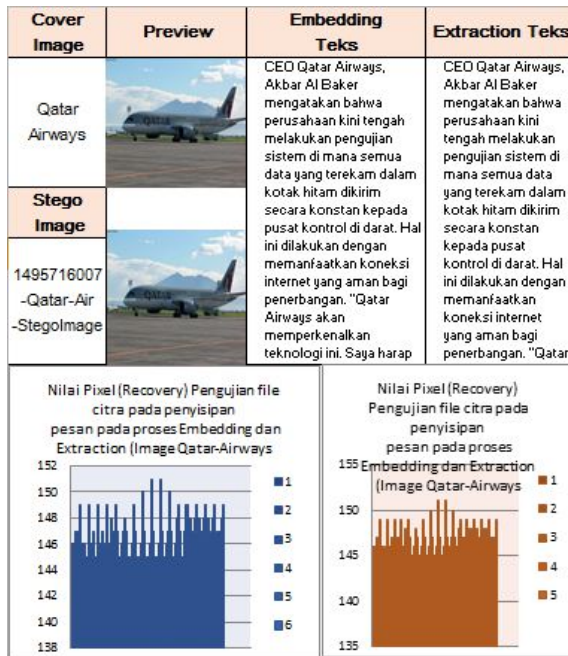 Cover
Image
Preview
Embedding
Teks
Extraction Teks
Qatar
Airways
CEO Qatar Airways,
Akbar Al Baker
mengatakan bahwa
perusahaan kini tengah
melakukan pengujian
sistem di mana semua
data yang terekam dalam
kotak hitam dikirim
secara konstan kepada
pusat kontrol di darat. Hal
ini dilakukan dengan
memanfaatkan koneksi
internet yang aman bagi
penerbangan. "Qatar
Airways akan
memperkenalkan
teknologi ini. Saya harap
CEO Qatar Airways,
Akbar Al Baker
mengatakan bahwa
perusahaan kini
tengah melakukan
pengujian sistem di
mana semua data
yang terekam dalam
kotak hitam dikirim
secara konstan
kepada pusat
kontrol di darat. Hal
ini dilakukan dengan
memanfaatkan
koneksi internet
yang aman bagi
penerbangan. "Qatar
QATAR
Stego
Image
1495716007
-Qatar-Air
-StegoImage
QATAR
Nilai Pixel (Recovery) Pengujian file
citra pada penyisipan
pesan pada proses Embedding dan
Extraction (Image Qatar-Airways
152
150
148
146
144
142
140
138
1
2
3
4
5
6
Nilai Pixel (Recovery)
Pengujian file citra pada
penyisipan
pesan pada proses
Embedding dan Extraction
(Image Qatar-Airways
155
150
145
140
135
1
2
3
4
5